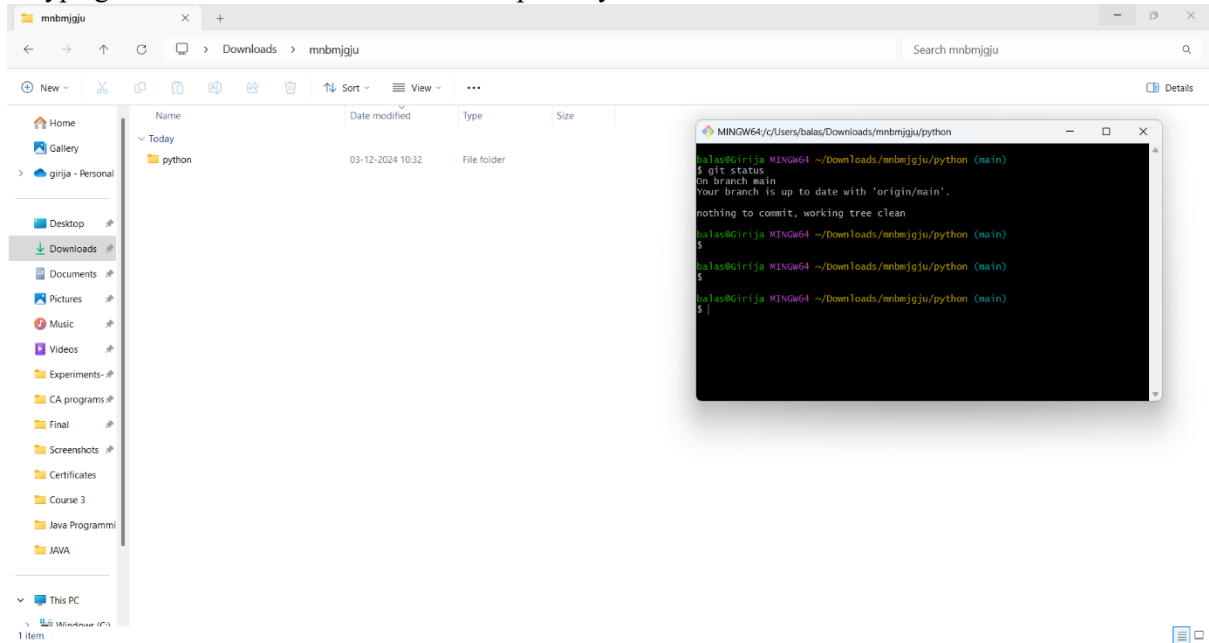 mnbmjgju
Downloads > mnbmjgju
Search mnbmjgju
New
Sort
View
Details
Name Date modified Type Size
Today
python 03-12-2024 10:32 File folder
Home
Gallery
girija - Personal
Desktop
Downloads
Documents
Pictures
Music
Videos
Experiments-
CA programs
Final
Screenshots
Certificates
Course 3
Java Programmi
JAVA
This PC
Windows (C:)
1 item
MINGW64:/c/Users/balas/Downloads/mnbmjgju/python
balas@Girija MINGW64 ~/Downloads/mnbmjgju/python (main)
$ git status
On branch main
Your branch is up to date with 'origin/main'.
nothing to commit, working tree clean
balas@Girija MINGW64 ~/Downloads/mnbmjgju/python (main)
$
balas@Girija MINGW64 ~/Downloads/mnbmjgju/python (main)
$
balas@Girija MINGW64 ~/Downloads/mnbmjgju/python (main)
$